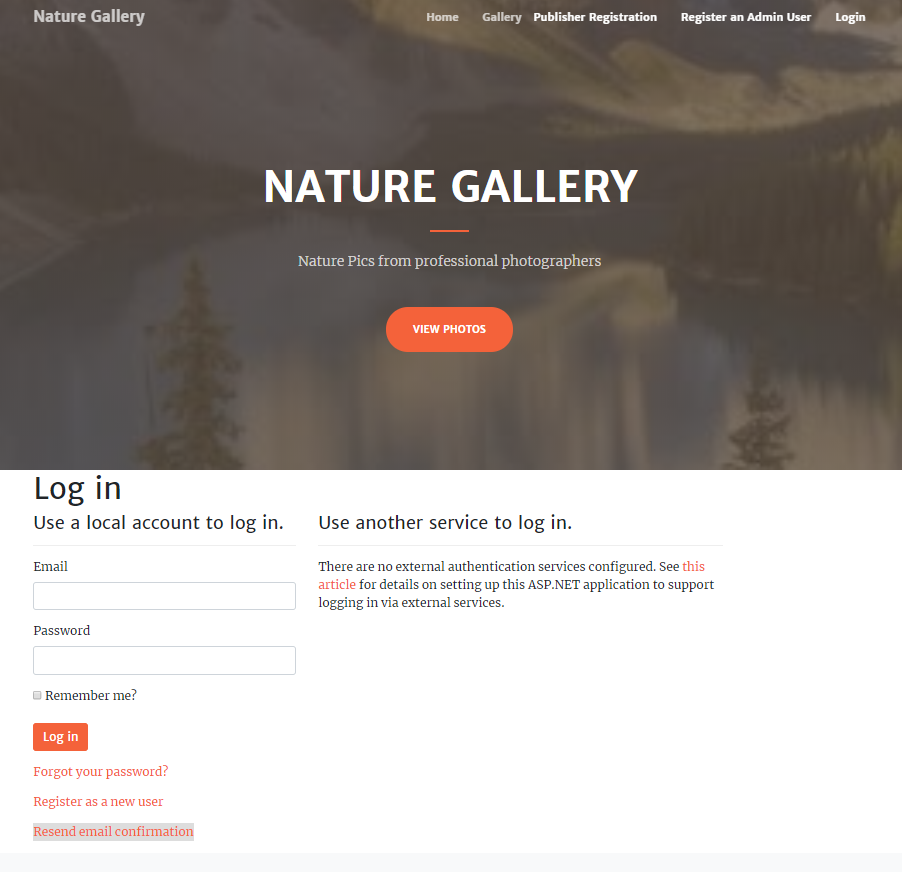 Nature Gallery
Home Gallery Publisher Registration Register an Admin User Login
NATURE GALLERY
Nature Pics from professional photographers
VIEW PHOTOS
Log in
Use a local account to log in.
Email
Password
Remember me?
Log in
Forgot your password?
Register as a new user
Resend email confirmation
Use another service to log in.
There are no external authentication services configured. See this
article for details on setting up this ASP.NET application to support
logging in via external services.